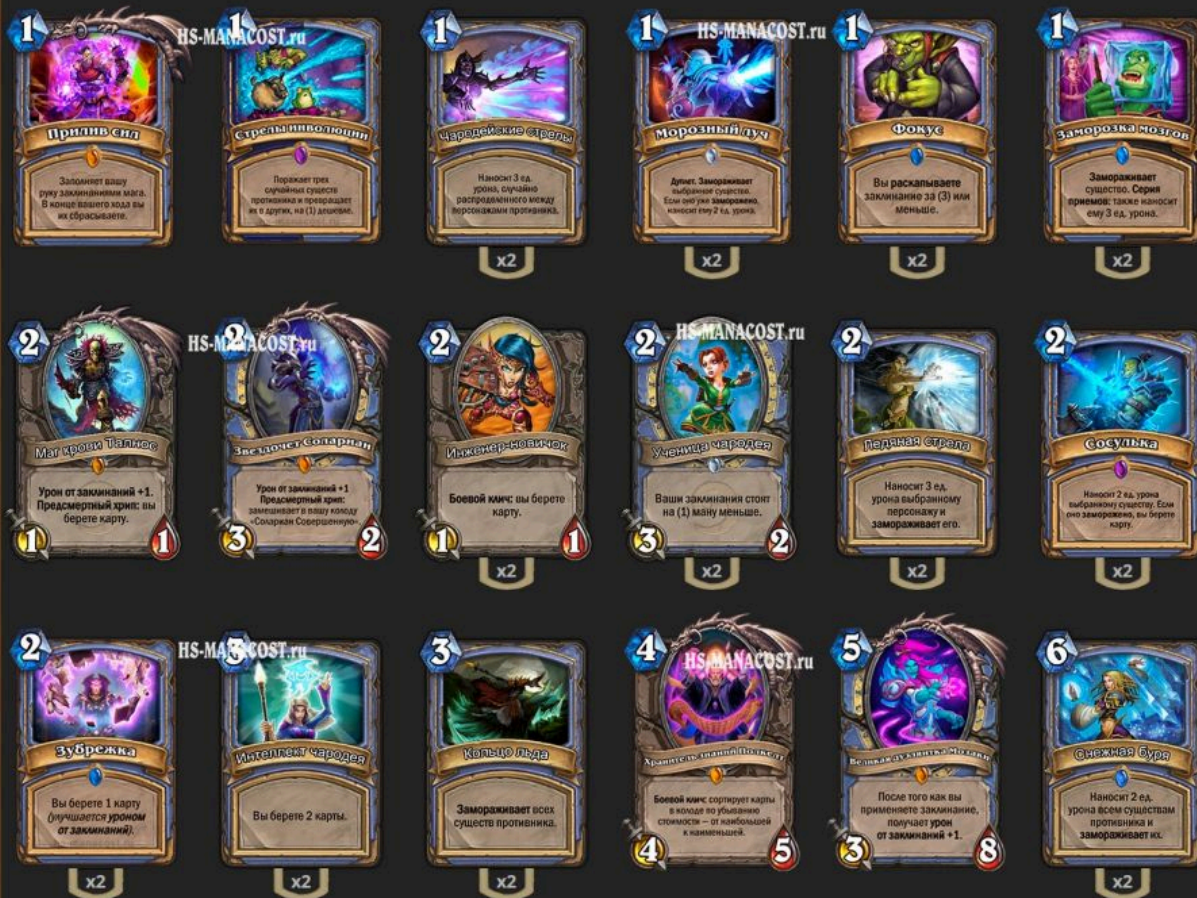 1
Прилив сил
Заполняет вашу
руку заклинаниями мага.
В конце вашего хода вы
их сбрасываете.
HS-MANACOST.ru
1
Стрелы инволюции
Поражает трех
случайных существ
противника и превращает
их в других, на (1) дешевле.
1
Чародейские стрелы
Наносит 3 ед.
урона, случайно
распределенного между
персонажами противника.
x2
HS-MANACOST.ru
1
Морозный луч
Дуплет. Замораживает
выбранное существо.
Если оно уже заморожено,
наносит ему 2 ед. урона.
x2
1
Фокус
Вы раскапываете
заклинание за (3) или
меньше.
x2
1
Заморозка мозгов
Замораживает
существо. Серия
приемов: также наносит
ему 3 ед. урона.
x2
2
Маг крови Талнос
Урон от заклинаний +1.
Предсмертный хрип: вы
берете карту.
1
1
HS-MANACOST.ru
2
Звездочет Солариан
Урон от заклинаний +1
Предсмертный хрип:
замешивает в вашу колоду
«Солариан Совершенную».
3
2
2
Инженер-новичок
Боевой клич: вы берете
карту.
1
1
x2
HS-MANACOST.ru
2
Ученица чародея
Ваши заклинания стоят
на (1) ману меньше.
3
2
x2
2
Ледяная стрела
Наносит 3 ед.
урона выбранному
персонажу и
замораживает его.
x2
2
Сосулька
Наносит 2 ед. урона
выбранному существу. Если
оно заморожено, вы берете
карту.
x2
2
Зубрежка
Вы берете 1 карту
(улучшается уроном
от заклинаний).
x2
HS-MANACOST.ru
3
Интеллект чародея
Вы берете 2 карты.
x2
3
Кольцо льда
Замораживает всех
существ противника.
x2
HS-MANACOST.ru
4
Хранитель знаний Полкелт
Боевой клич: сортирует карты
в колоде по убыванию
стоимости — от наибольшей
к наименьшей.
4
5
5
Великая дуэлянтка Мозаки
После того как вы
применяете заклинание,
получает урон
от заклинаний +1.
3
8
6
Снежная буря
Наносит 2 ед.
урона всем существам
противника и
замораживает их.
x2